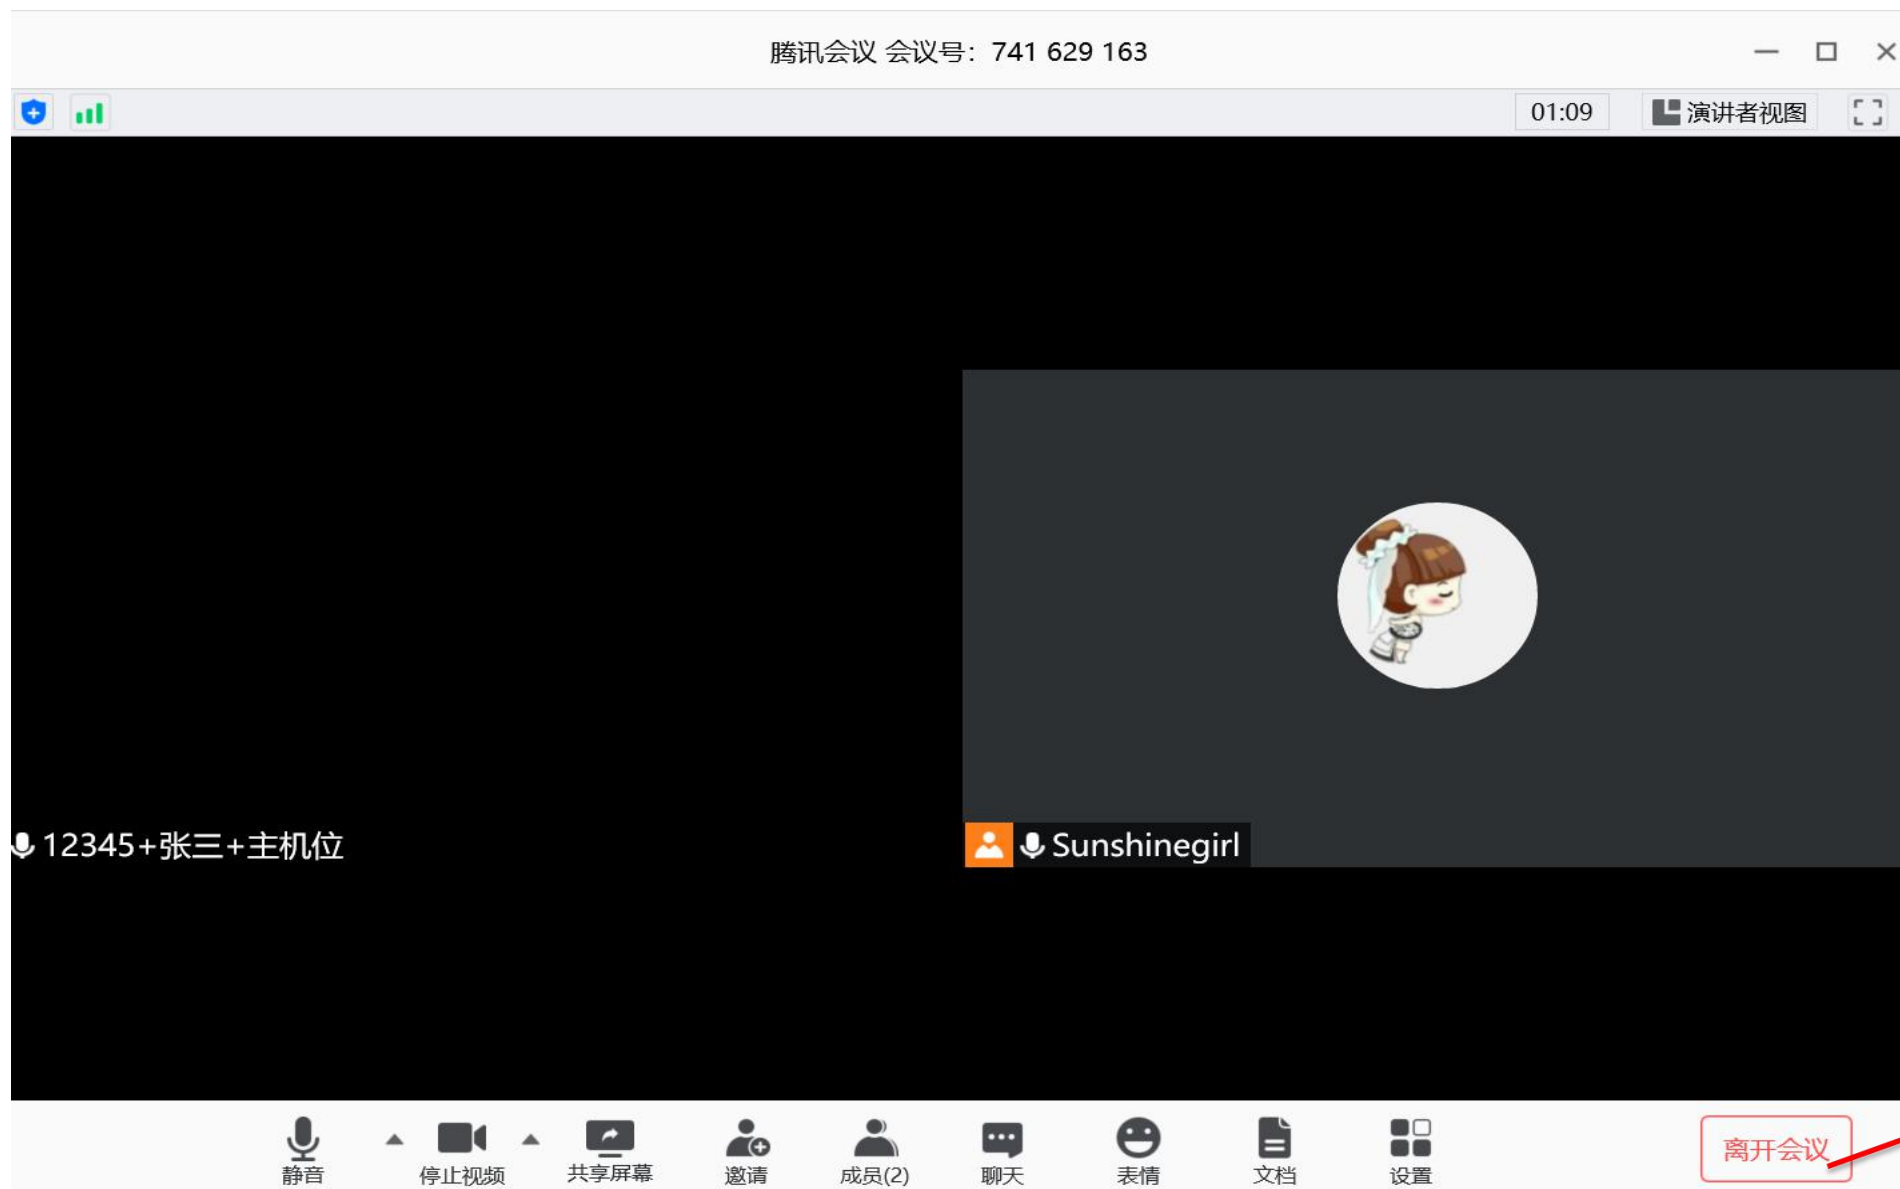 腾讯会议 会议号：741 629 163
01:09
演讲者视图
12345+张三+主机位
Sunshinegirl
静音
停止视频
共享屏幕
邀请
成员(2)
聊天
表情
文档
设置
离开会议